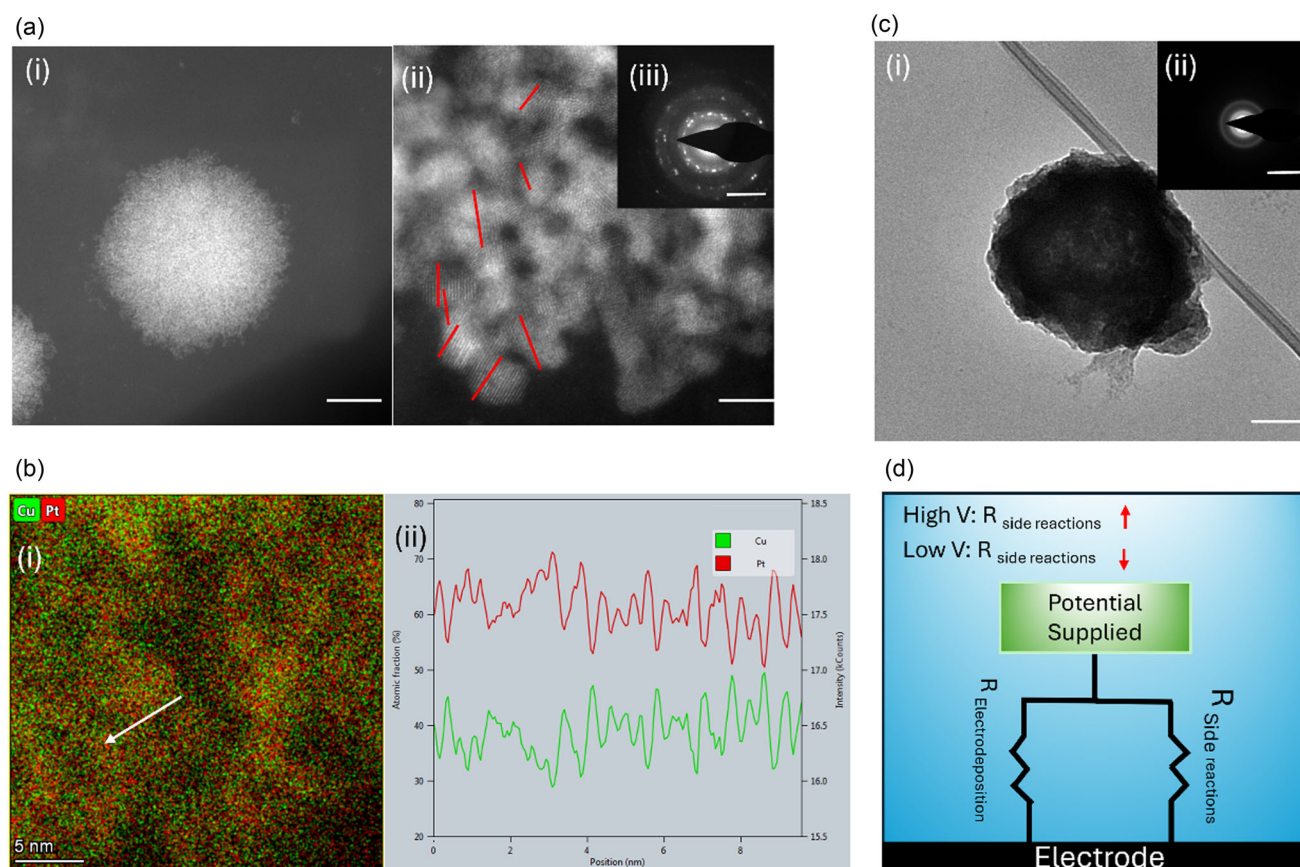 (a)
(i)
(ii)
(iii)
(c)
(i)
(ii)
(b)
Cu Pt
(i)
5 nm
(ii)
80
70
60
50
40
30
20
Atomic fraction (%)
Cu
Pt
18.5
18.0
17.5
17.0
16.5
16.0
15.5
Intensity (kCounts)
0 2 4 6 8
Position (nm)
(d)
High V: R side reactions
Low V: R side reactions
Potential
Supplied
R Electrodeposition
R Side reactions
Electrode